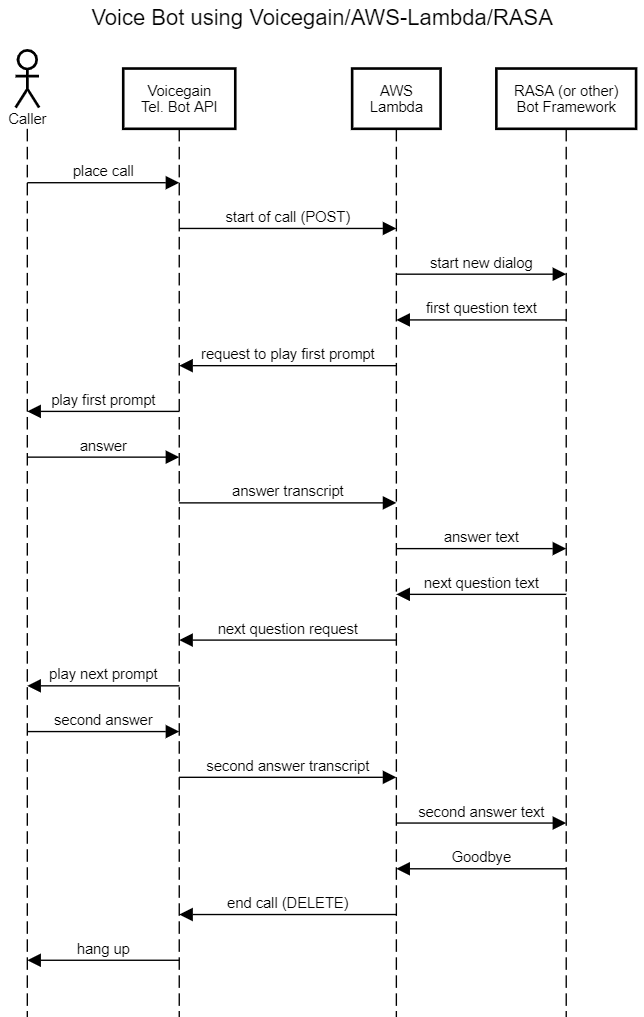 Voice Bot using Voicegain/AWS-Lambda/RASA
Caller
Voicegain
Tel. Bot API
AWS
Lambda
RASA (or other)
Bot Framework
place call
start of call (POST)
start new dialog
first question text
request to play first prompt
play first prompt
answer
answer transcript
answer text
next question text
next question request
play next prompt
second answer
second answer transcript
second answer text
Goodbye
end call (DELETE)
hang up